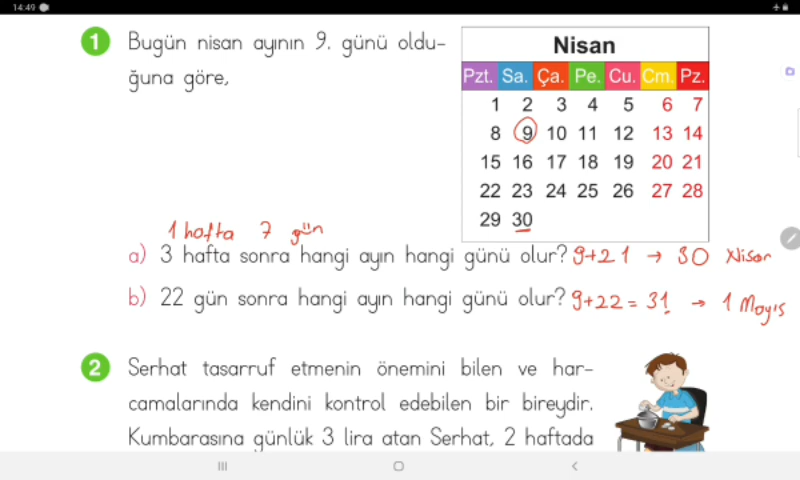 14:49
1 Bugün nisan ayının 9. günü oldu-
ğuna göre,
Nisan
Pzt. Sa. Ça. Pe. Cu. Cm. Pz.
1 2 3 4 5 6 7
8 9 10 11 12 13 14
15 16 17 18 19 20 21
22 23 24 25 26 27 28
29 30
1 hafta 7 gün
a) 3 hafta sonra hangi ayın hangi günü olur? 9+21 → 30 Nisan
b) 22 gün sonra hangi ayın hangi günü olur? 9+22 = 31 → 1 Mayıs
2 Serhat tasarruf etmenin önemini bilen ve har-
camalarında kendini kontrol edebilen bir bireydir.
Kumbarasına günlük 3 lira atan Serhat, 2 haftada